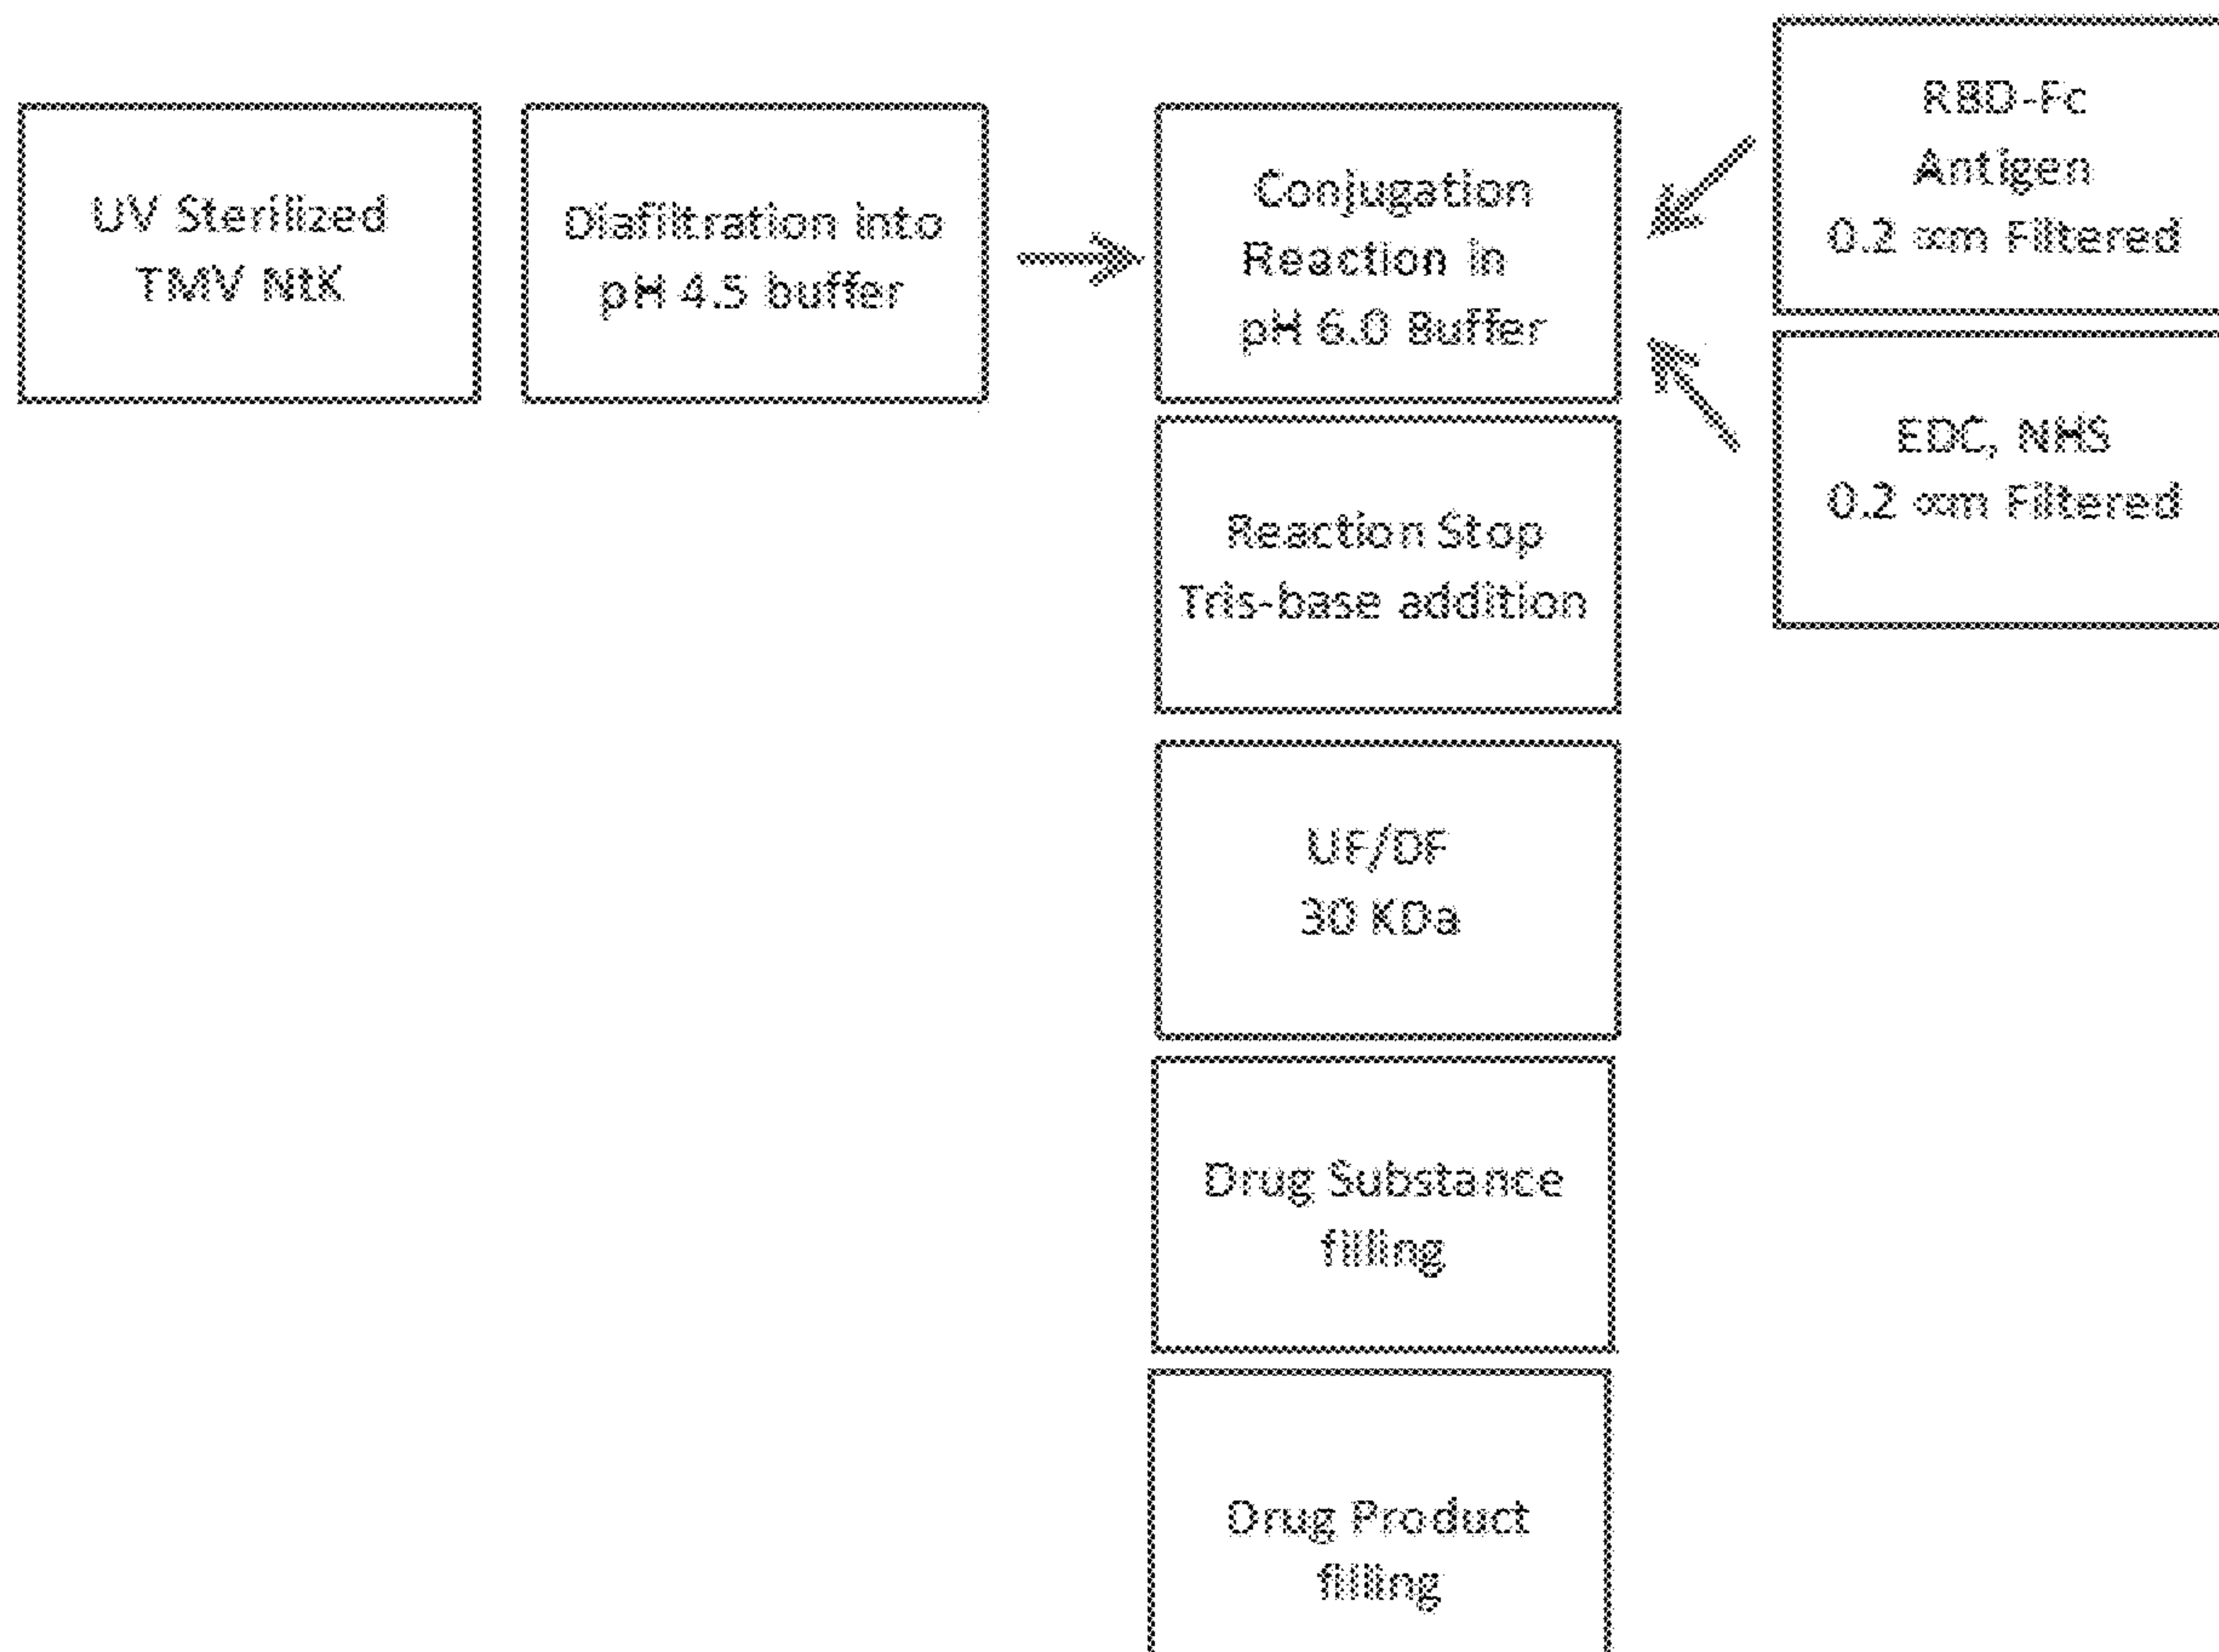 UV Sterilized
TMV NtK
Diafiltration into
pH 4.5 buffer
Conjugation
Reaction in
pH 6.0 Buffer
RBD-Fc
Antigen
0.2 ∞m Filtered
EDC, NHS
0.2 ∞m Filtered
Reaction Stop
Tris-base addition
UF/DF
30 KDa
Drug Substance
filling
Drug Product
filling